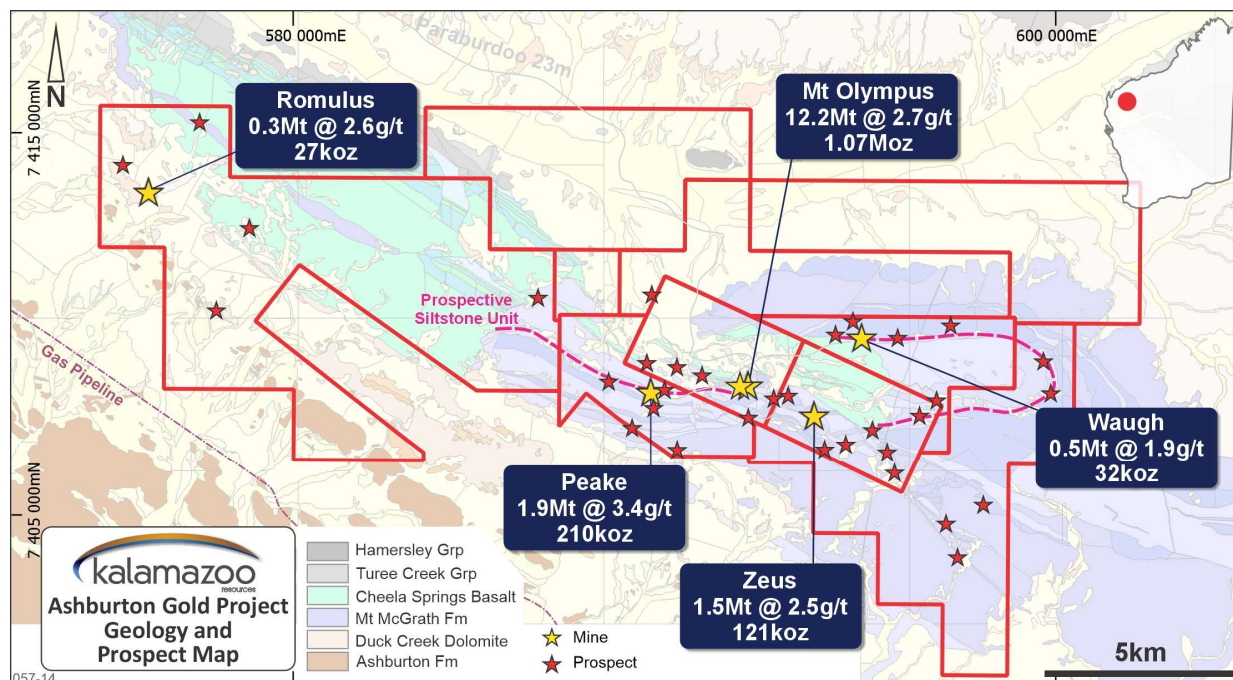 580 000mE
600 000mE
Paraburdoo 23m
N
7 415 000mN
7 405 000mN
Romulus
0.3Mt @ 2.6g/t
27koz
Mt Olympus
12.2Mt @ 2.7g/t
1.07Moz
Prospective
Siltstone Unit
Gas Pipeline
Waugh
0.5Mt @ 1.9g/t
32koz
Peake
1.9Mt @ 3.4g/t
210koz
Zeus
1.5Mt @ 2.5g/t
121koz
kalamazoo
resources
Ashburton Gold Project
Geology and
Prospect Map
Hamersley Grp
Turee Creek Grp
Cheela Springs Basalt
Mt McGrath Fm
Duck Creek Dolomite
Ashburton Fm
Mine
Prospect
5km
057-14